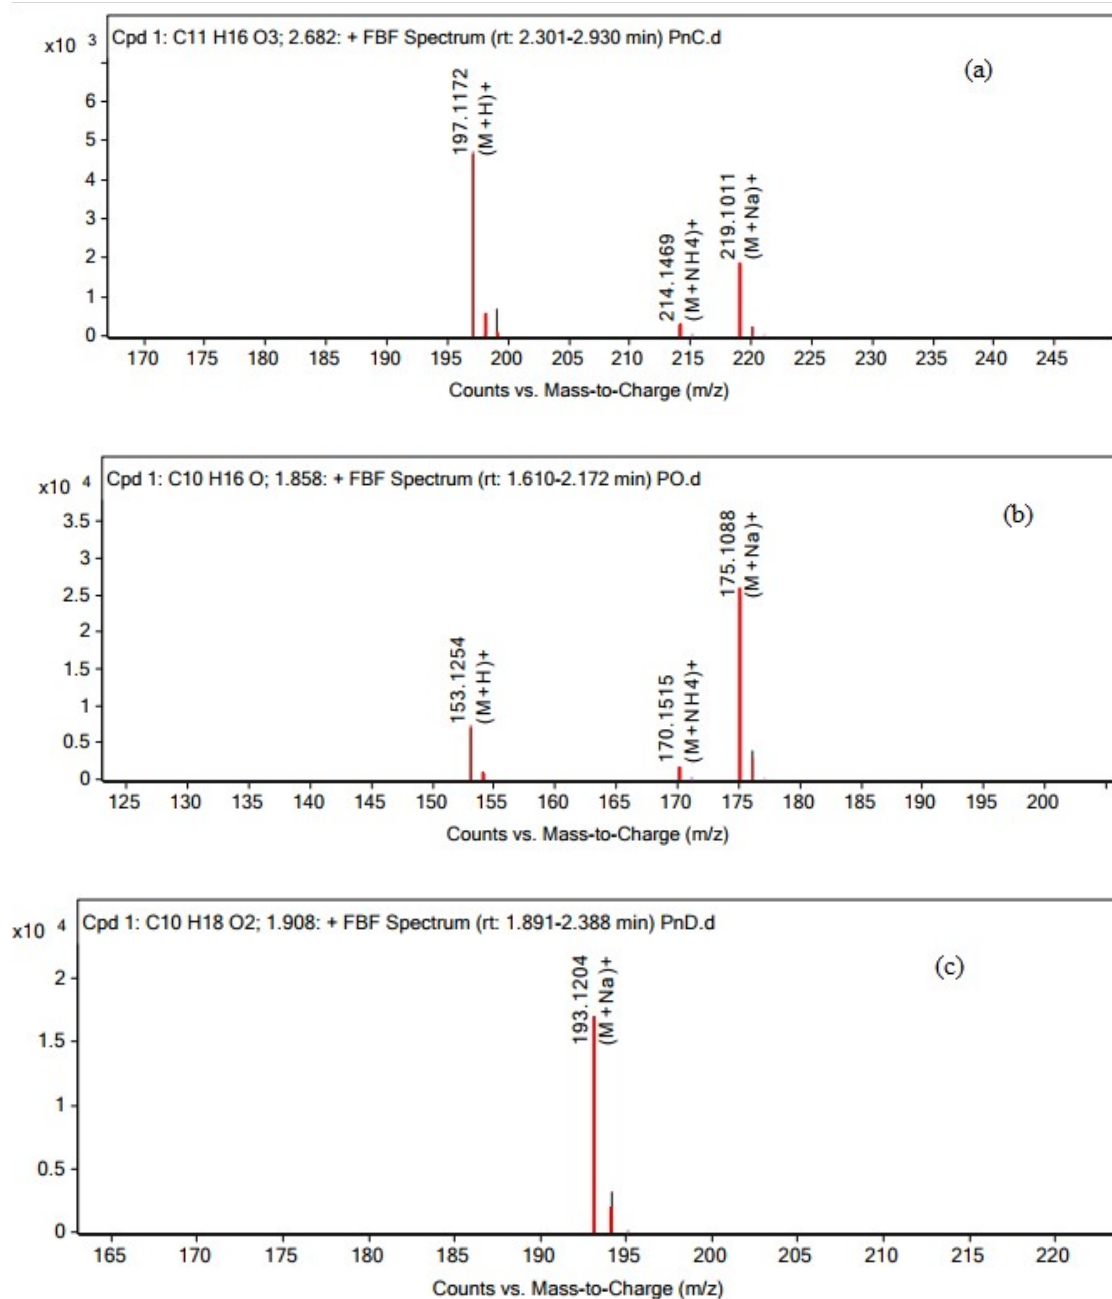 Cpd 1: C11 H16 O3; 2.682: + FBF Spectrum (rt: 2.301-2.930 min) PnC.d
x10 3
(a)
197.1172
(M+H)+
214.1469
(M+NH4)+
219.1011
(M+Na)+
6
5
4
3
2
1
0
170 175 180 185 190 195 200 205 210 215 220 225 230 235 240 245
Counts vs. Mass-to-Charge (m/z)
Cpd 1: C10 H16 O; 1.858: + FBF Spectrum (rt: 1.610-2.172 min) PO.d
x10 4
(b)
153.1254
(M+H)+
170.1515
(M+NH4)+
175.1088
(M+Na)+
3.5
3
2.5
2
1.5
1
0.5
0
125 130 135 140 145 150 155 160 165 170 175 180 185 190 195 200
Counts vs. Mass-to-Charge (m/z)
Cpd 1: C10 H18 O2; 1.908: + FBF Spectrum (rt: 1.891-2.388 min) PnD.d
x10 4
(c)
193.1204
(M+Na)+
2
1.5
1
0.5
0
165 170 175 180 185 190 195 200 205 210 215 220
Counts vs. Mass-to-Charge (m/z)